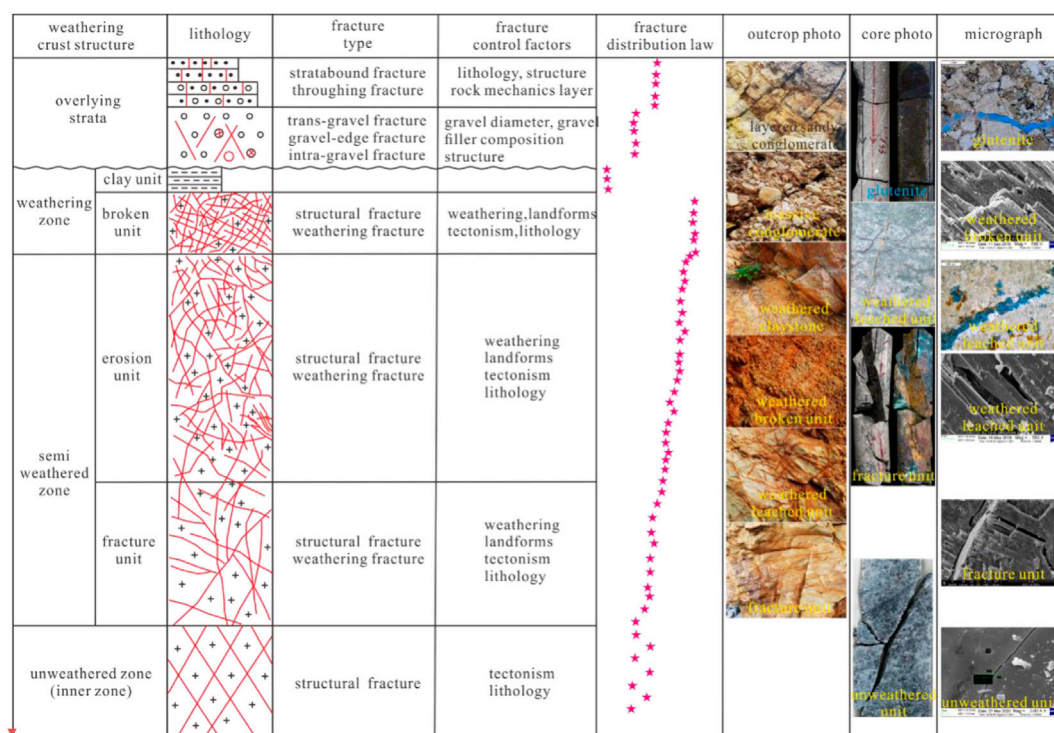 weathering
crust structure
lithology
fracture
type
fracture
control factors
fracture
distribution law
outcrop photo
core photo
micrograph
overlying
strata
stratabound fracture
throughing fracture
lithology, structure
rock mechanics layer
trans-gravel fracture
gravel-edge fracture
intra-gravel fracture
gravel diameter, gravel
filler composition
structure
weathering
zone
clay unit
broken
unit
structural fracture
weathering fracture
weathering,landforms
tectonism,lithology
semi
weathered
zone
erosion
unit
structural fracture
weathering fracture
weathering
landforms
tectonism
lithology
fracture
unit
structural fracture
weathering fracture
weathering
landforms
tectonism
lithology
unweathered zone
(inner zone)
structural fracture
tectonism
lithology
layered sandy
conglomerate
conglomerate
weathered
claystone
weathered
broken unit
weathered
leached unit
fracture unit
glutenite
weathered
leached unit
fracture unit
unweathered
unit
glutenite
weathered
broken unit
weathered
leached unit
weathered
leached unit
fracture unit
unweathered unit